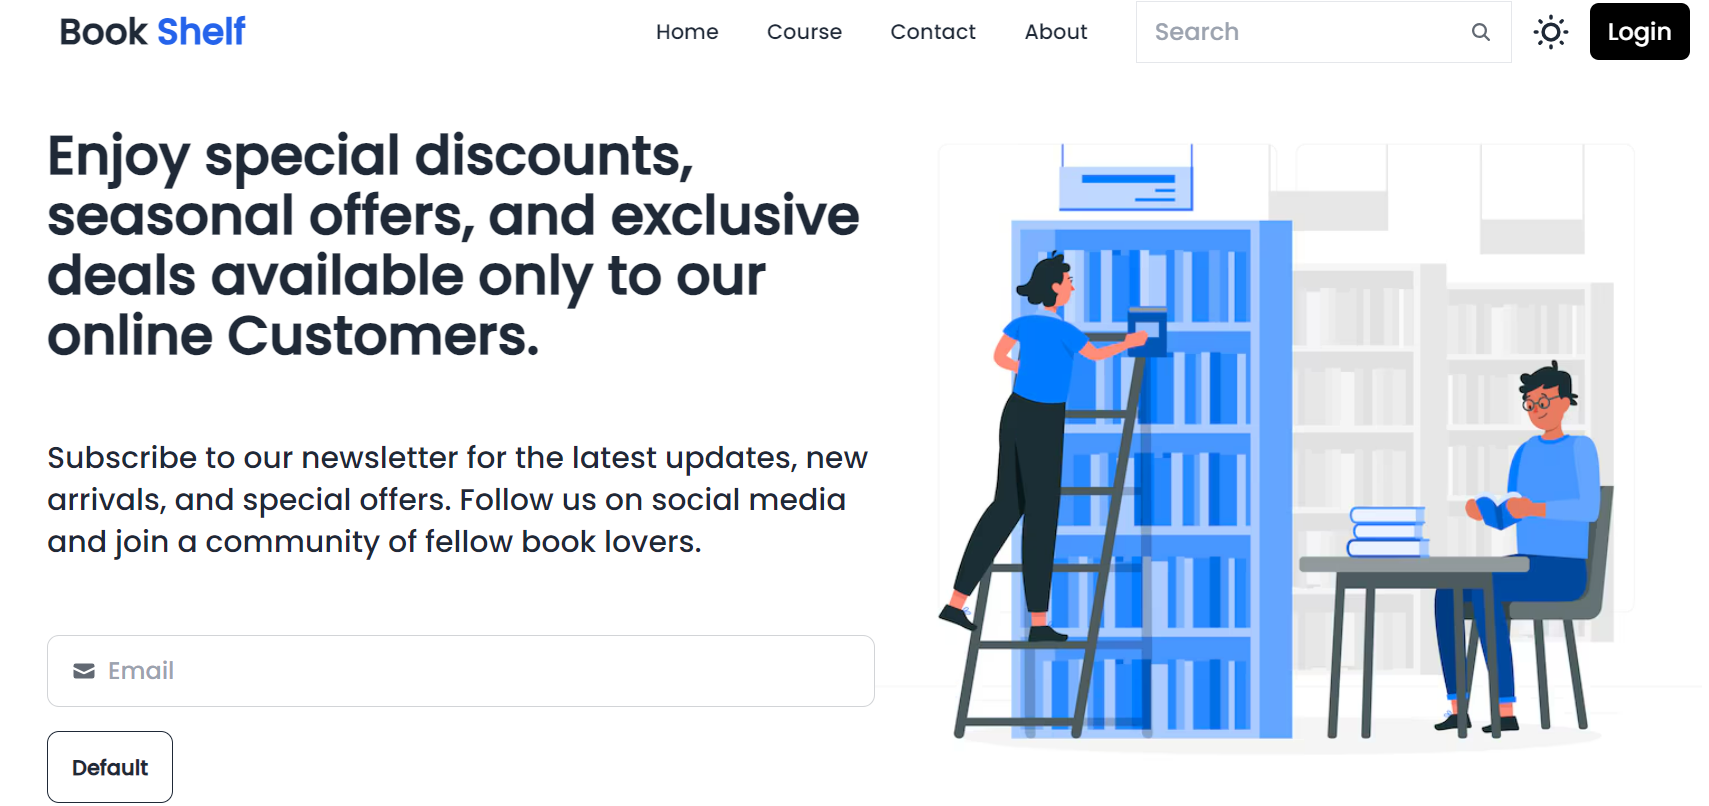 Book Shelf
Home Course Contact About Search Login
Enjoy special discounts,
seasonal offers, and exclusive
deals available only to our
online Customers.
Subscribe to our newsletter for the latest updates, new
arrivals, and special offers. Follow us on social media
and join a community of fellow book lovers.
Email
Default